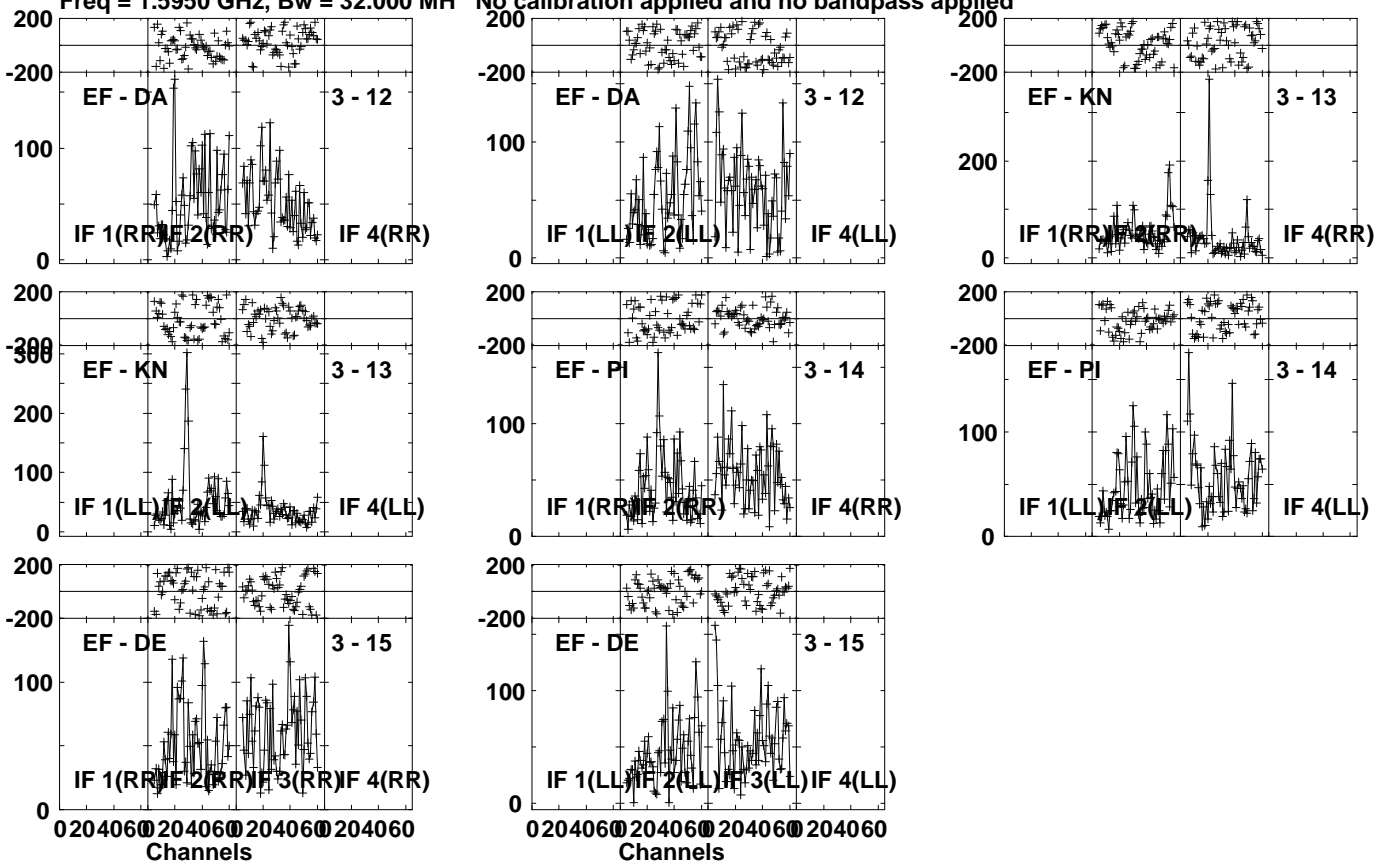 Freq = 1.5950 GHz, Bw = 32.000 MH No calibration applied and no bandpass applied
200
-200
EF - DA
3 - 12
100
0
IF 1(RR)
IF 2(RR)
IF 4(RR)
200
-200
EF - DA
3 - 12
100
0
IF 1(LL)
IF 2(LL)
IF 4(LL)
200
-200
EF - KN
3 - 13
200
0
IF 1(RR)
IF 2(RR)
IF 4(RR)
200
-200
300
EF - KN
3 - 13
200
100
0
IF 1(LL)
IF 2(LL)
IF 4(LL)
200
-200
EF - PI
3 - 14
100
0
IF 1(RR)
IF 2(RR)
IF 4(RR)
200
-200
EF - PI
3 - 14
100
0
IF 1(LL)
IF 2(LL)
IF 4(LL)
200
-200
EF - DE
3 - 15
100
0
IF 1(RR)
IF 2(RR)
IF 3(RR)
IF 4(RR)
0 20 40 60 0 20 40 60 0 20 40 60 0 20 40 60
Channels
200
-200
EF - DE
3 - 15
100
0
IF 1(LL)
IF 2(LL)
IF 3(LL)
IF 4(LL)
0 20 40 60 0 20 40 60 0 20 40 60 0 20 40 60
Channels